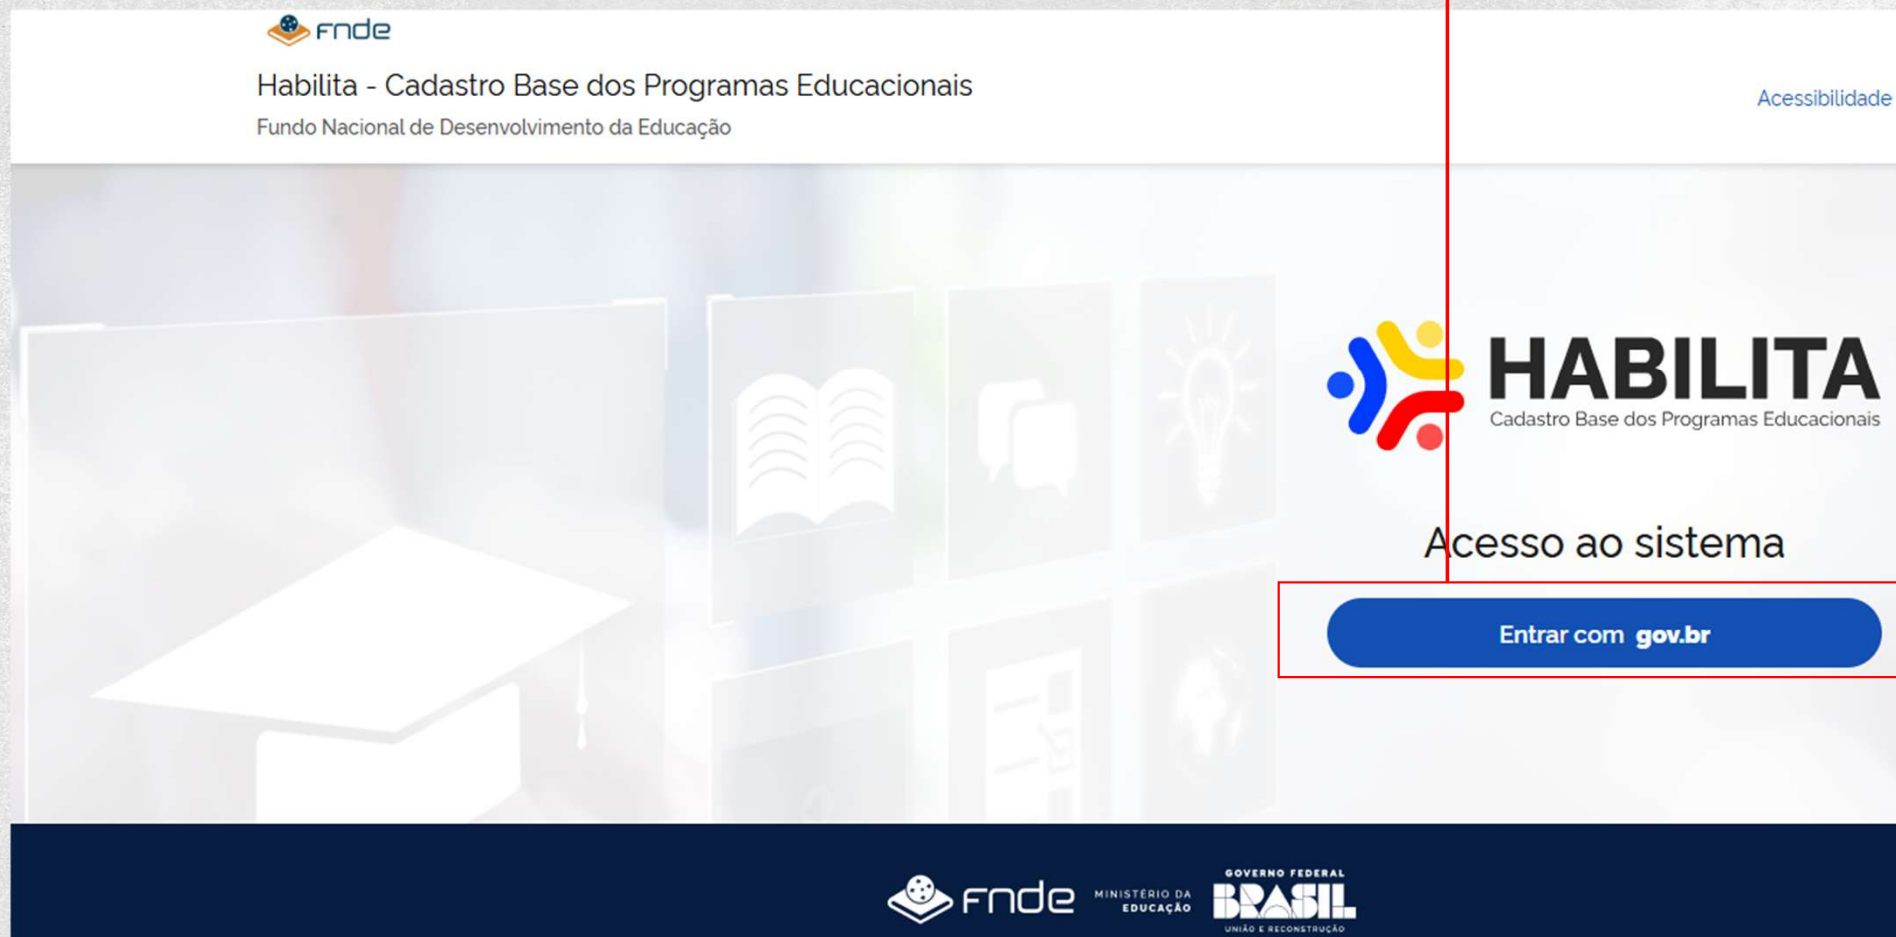 fnde
Habilita - Cadastro Base dos Programas Educacionais
Fundo Nacional de Desenvolvimento da Educação
Acessibilidade
HABILITA
Cadastro Base dos Programas Educacionais
Acesso ao sistema
Entrar com gov.br
fnde
MINISTÉRIO DA
EDUCAÇÃO
GOVERNO FEDERAL
BRASIL
UNIÃO E RECONSTRUÇÃO